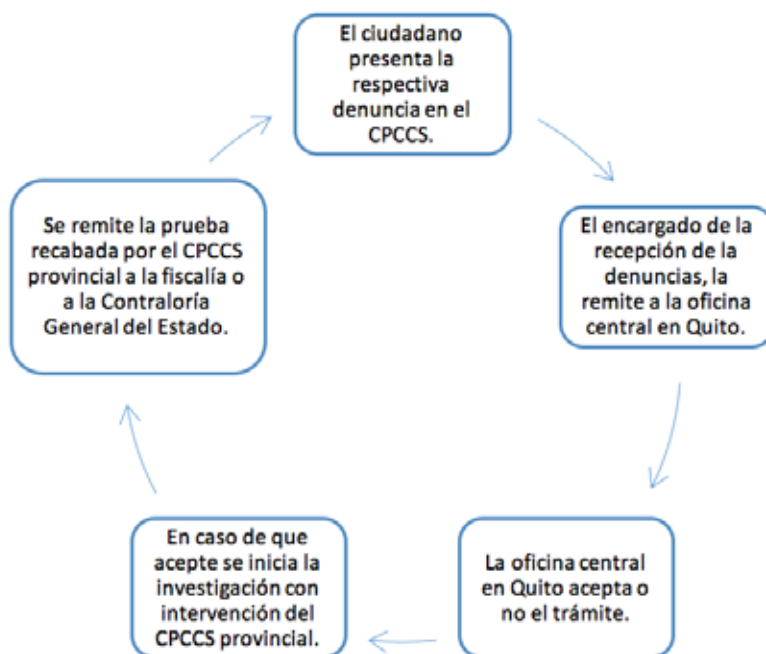 El ciudadano
presenta la
respectiva
denuncia en el
CPCCS.
El encargado de la
recepción de la
denuncias, la
remite a la oficina
central en Quito.
La oficina central
en Quito acepta o
no el trámite.
En caso de que
acepte se inicia la
investigación con
intervención del
CPCCS provincial.
Se remite la prueba
recabada por el CPCCS
provincial a la fiscalía o
a la Contraloría
General del Estado.